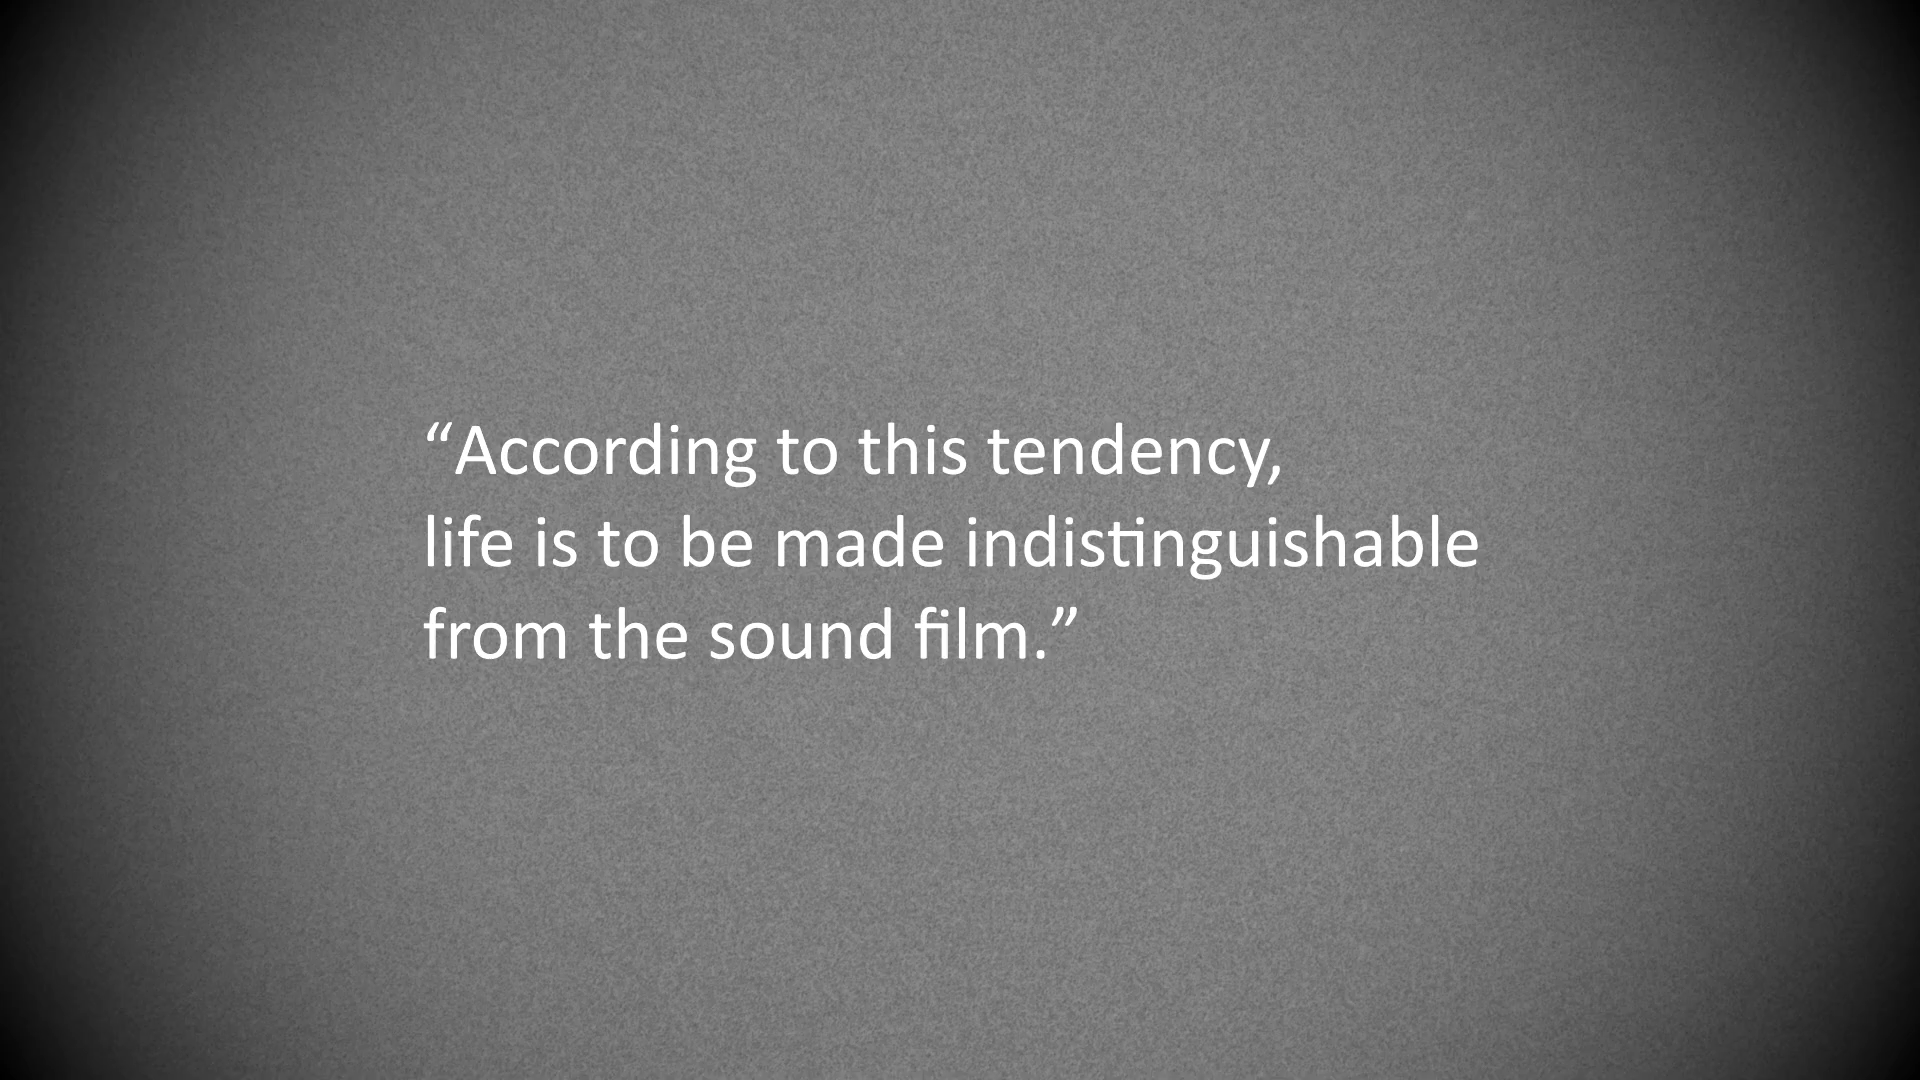 “According to this tendency,
life is to be made indistinguishable
from the sound film.”